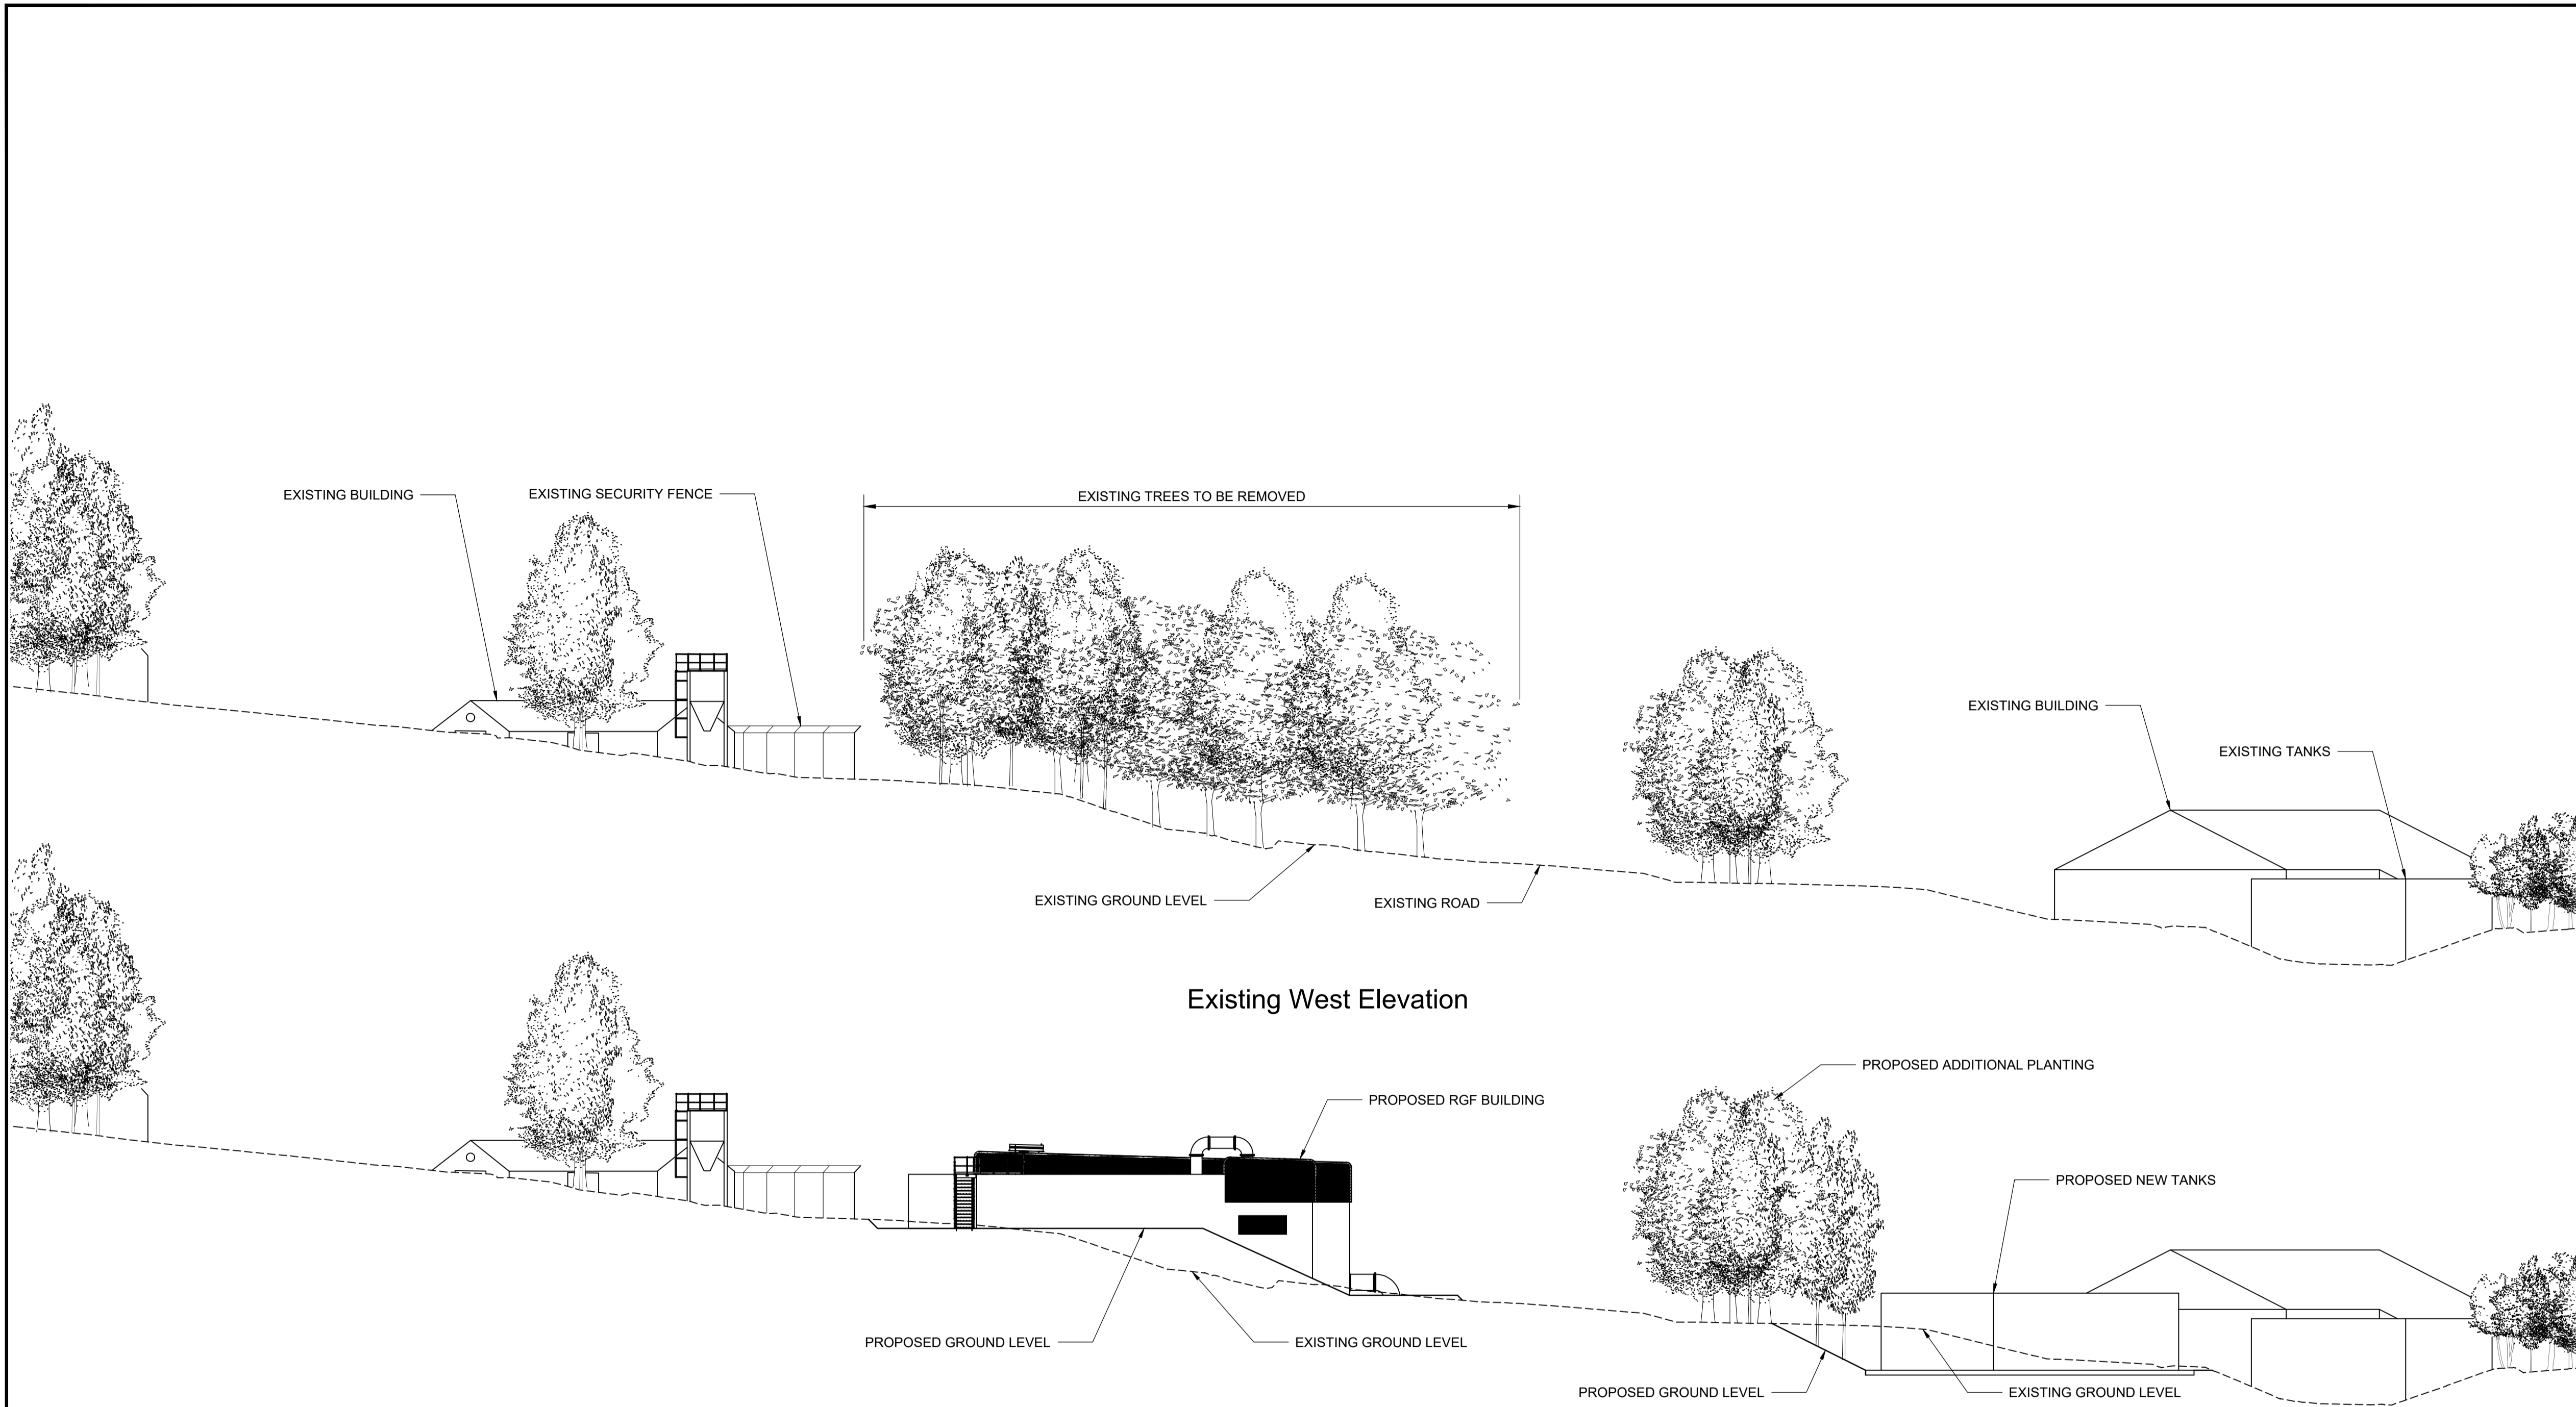 EXISTING BUILDING
EXISTING SECURITY FENCE
EXISTING TREES TO BE REMOVED
EXISTING BUILDING
EXISTING TANKS
EXISTING GROUND LEVEL
EXISTING ROAD
Existing West Elevation
PROPOSED ADDITIONAL PLANTING
PROPOSED RGF BUILDING
PROPOSED NEW TANKS
PROPOSED GROUND LEVEL
EXISTING GROUND LEVEL
PROPOSED GROUND LEVEL
EXISTING GROUND LEVEL